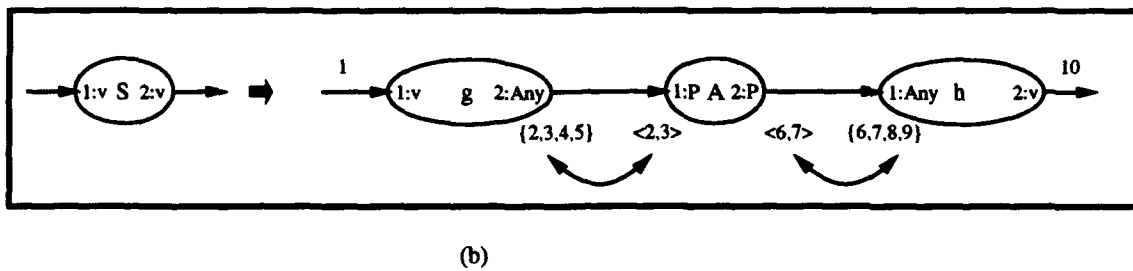 1 10
1:v S 2:v 1:v g 2:Any 1:P A 2:P 1:Any h 2:v
{2,3,4,5} <2,3> <6,7> {6,7,8,9}
(b)